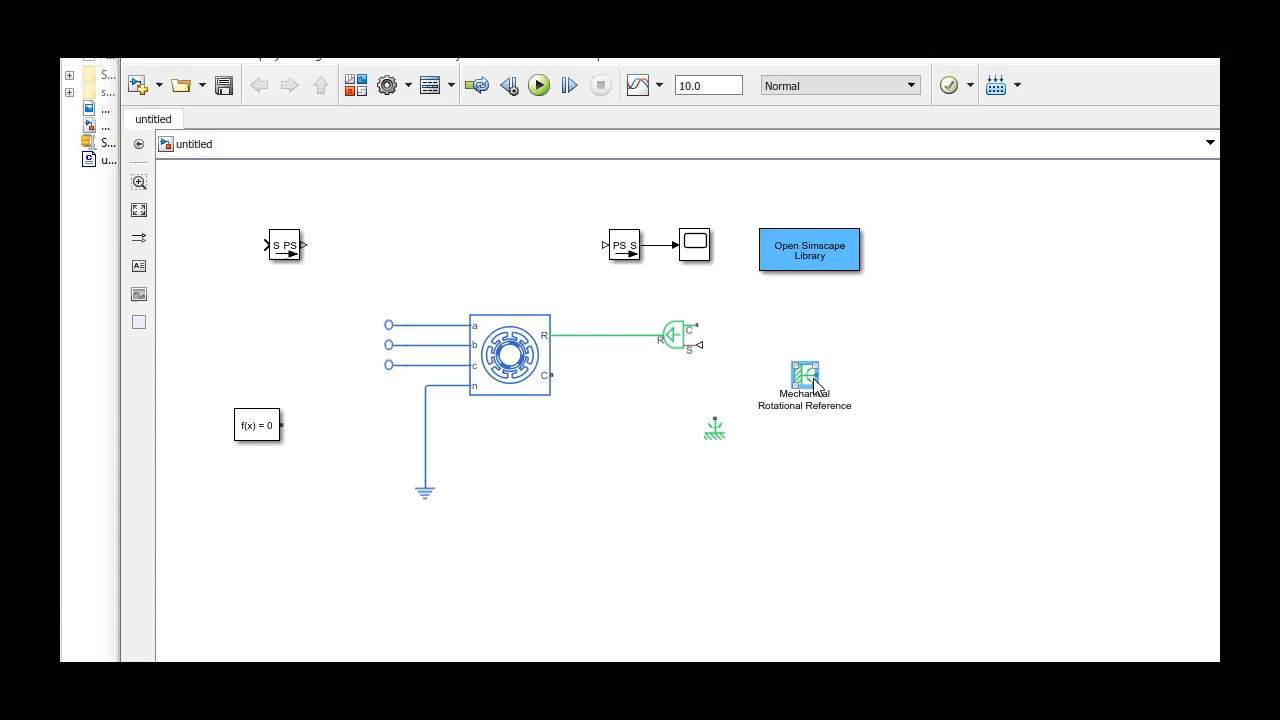 S...
s...
...
...
S...
u...
10.0
Normal
untitled
untitled
S PS
PS S
Open Simscape
Library
a
b
c
n
R
C
R
C
S
Mechanical
Rotational Reference
f(x) = 0